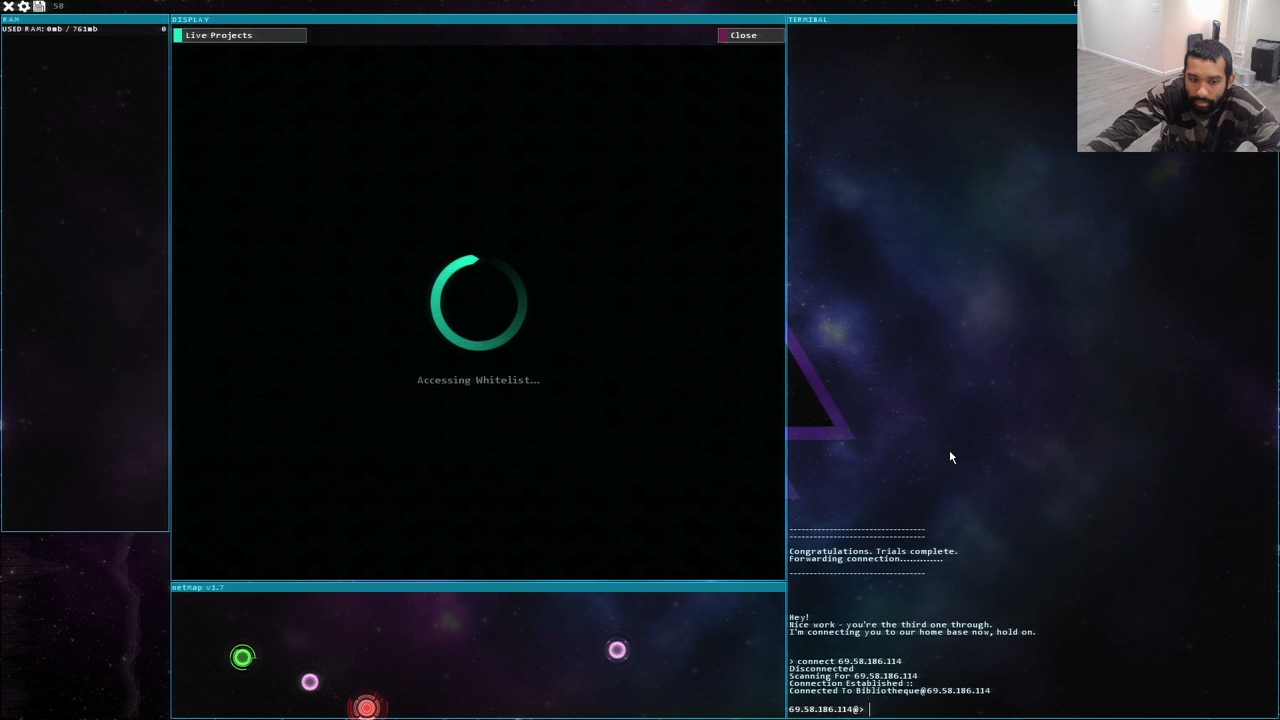 58
RAM
USED RAM: 0mb / 761mb
0
DISPLAY
Live Projects
Close
Accessing Whitelist...
netMap v1.7
TERMINAL
--------------------------------
--------------------------------
Congratulations. Trials complete.
Forwarding connection.............
--------------------------------
Hey!
Nice work - you're the third one through.
I'm connecting you to our home base now, hold on.
> connect 69.58.186.114
Disconnected
Scanning For 69.58.186.114
Connection Established ::
Connected To Bibliotheque@69.58.186.114
69.58.186.114@>